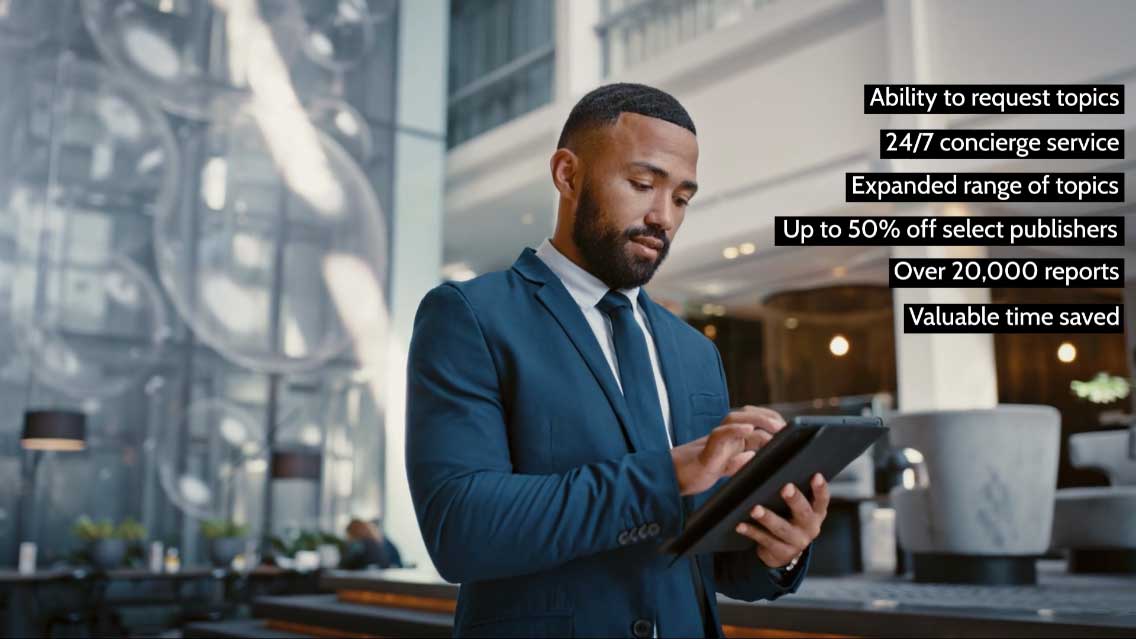 Ability to request topics
24/7 concierge service
Expanded range of topics
Up to 50% off select publishers
Over 20,000 reports
Valuable time saved